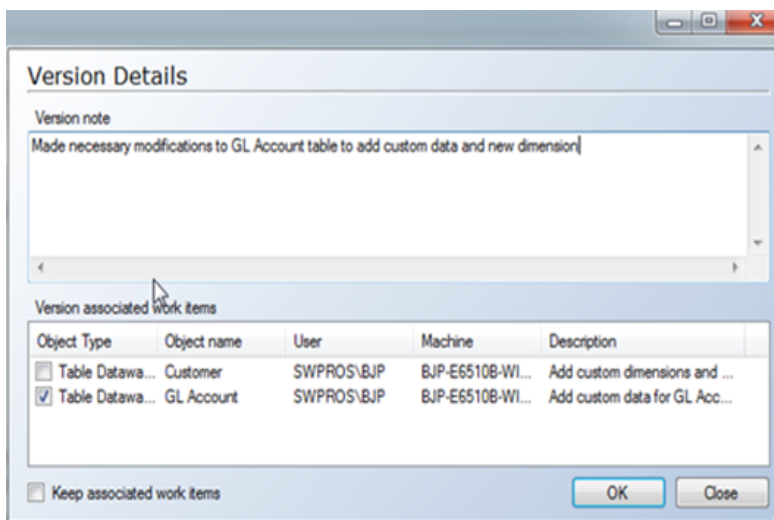 Version Details
Version note
Made necessary modifications to GL Account table to add custom data and new dimension
Version associated work items
Object Type Object name User Machine Description
Table Datawa... Customer SWPROS\BJP BJP-E6510B-WI... Add custom dimensions and ...
Table Datawa... GL Account SWPROS\BJP BJP-E6510B-WI... Add custom data for GL Acc...
Keep associated work items OK Close